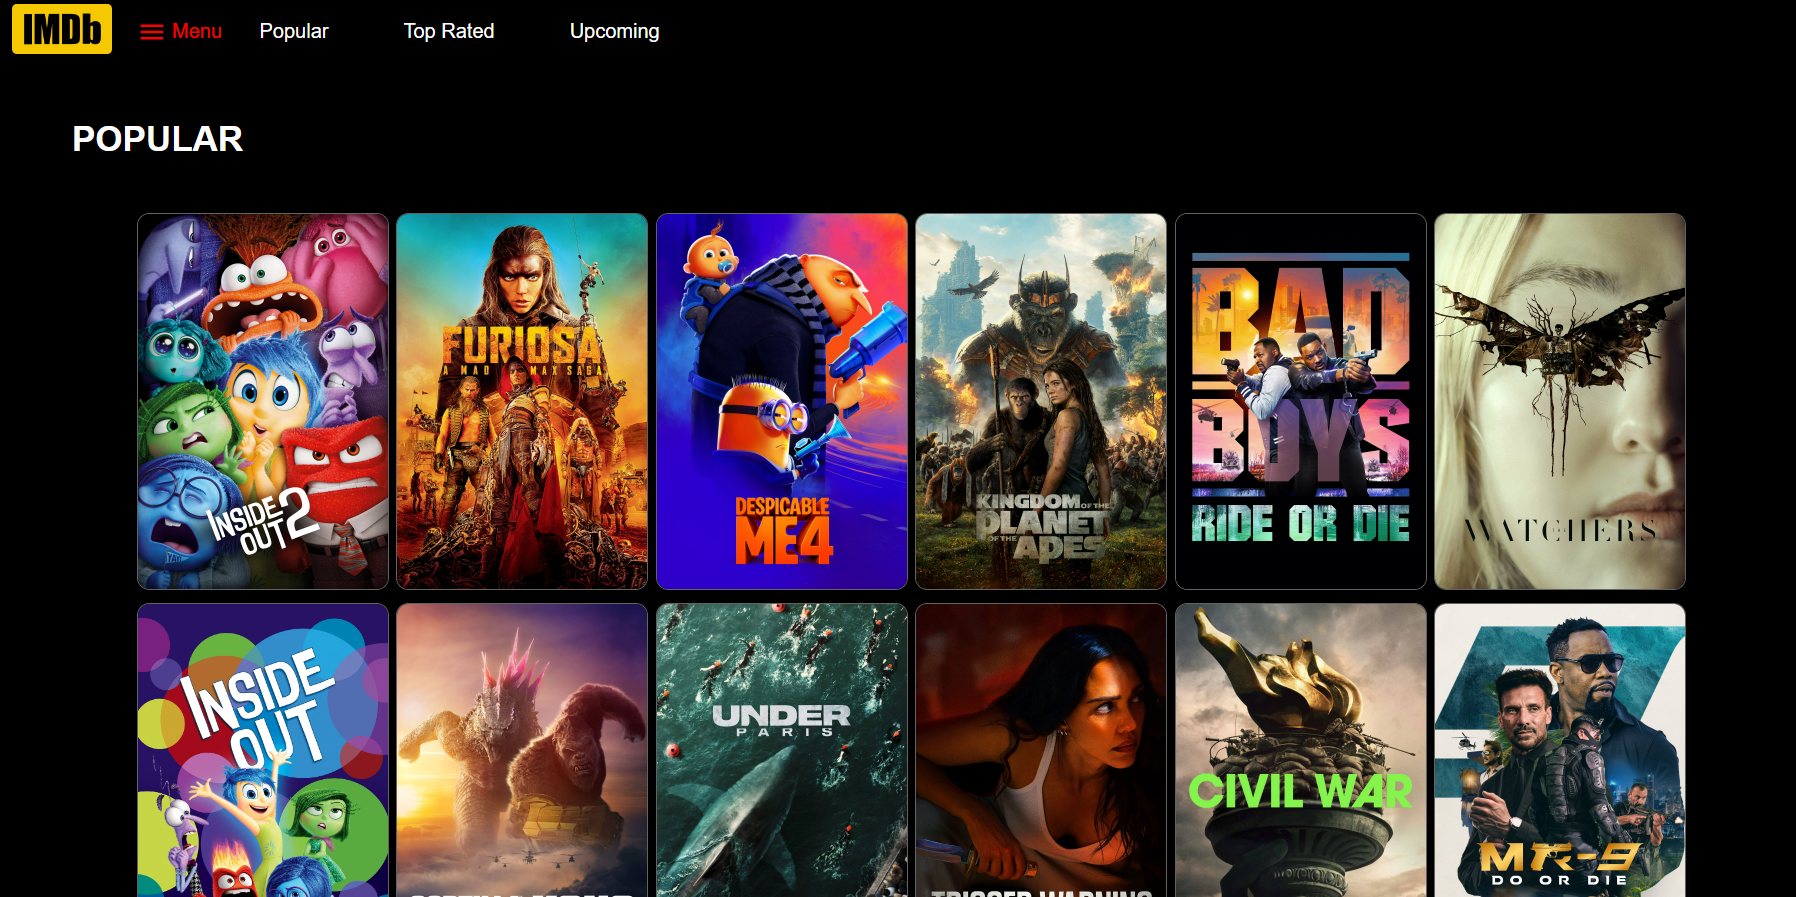 IMDb
Menu
Popular
Top Rated
Upcoming
POPULAR
INSIDE
OUT 2
FURIOSA
A MAD MAX SAGA
DESPICABLE
ME 4
KINGDOM OF THE
PLANET
OF THE
APES
BAD
BOYS
RIDE OR DIE
WATCHERS
INSIDE
OUT
UNDER
PARIS
TRIGGER WARNING
CIVIL WAR
MR-9
DO OR DIE